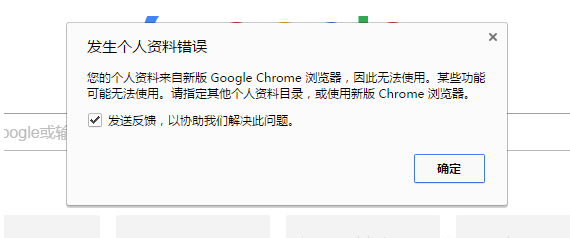 发生个人资料错误
您的个人资料来自新版 Google Chrome 浏览器，因此无法使用。某些功能
可能无法使用。请指定其他个人资料目录，或使用新版 Chrome 浏览器。
发送反馈，以协助我们解决此问题。
oogle或输
确定